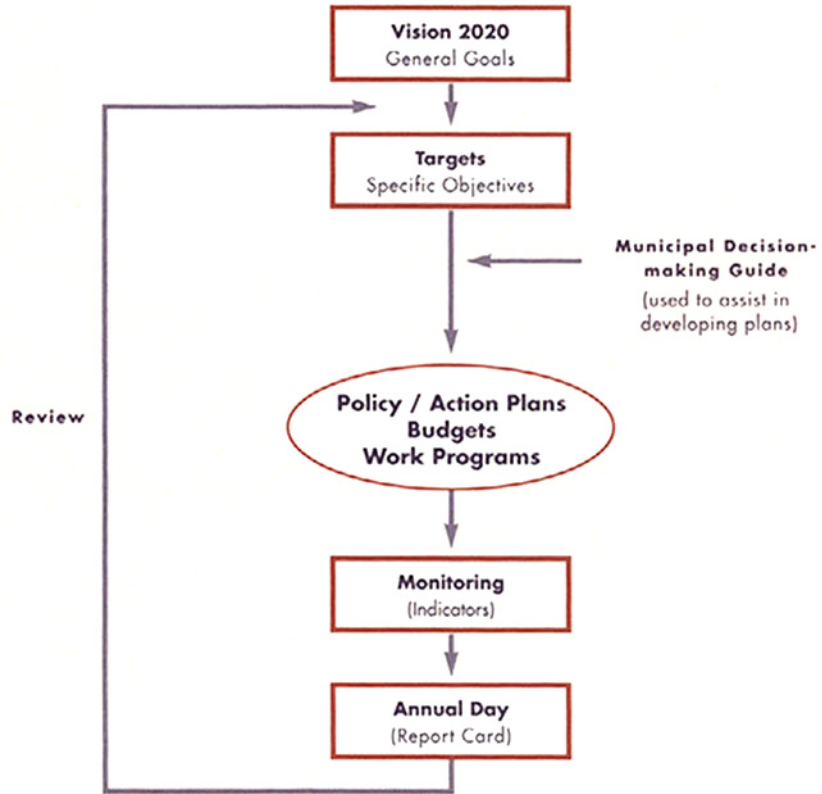 Vision 2020
General Goals
Targets
Specific Objectives
Municipal Decision-
making Guide
(used to assist in
developing plans)
Policy / Action Plans
Budgets
Work Programs
Review
Monitoring
(Indicators)
Annual Day
(Report Card)